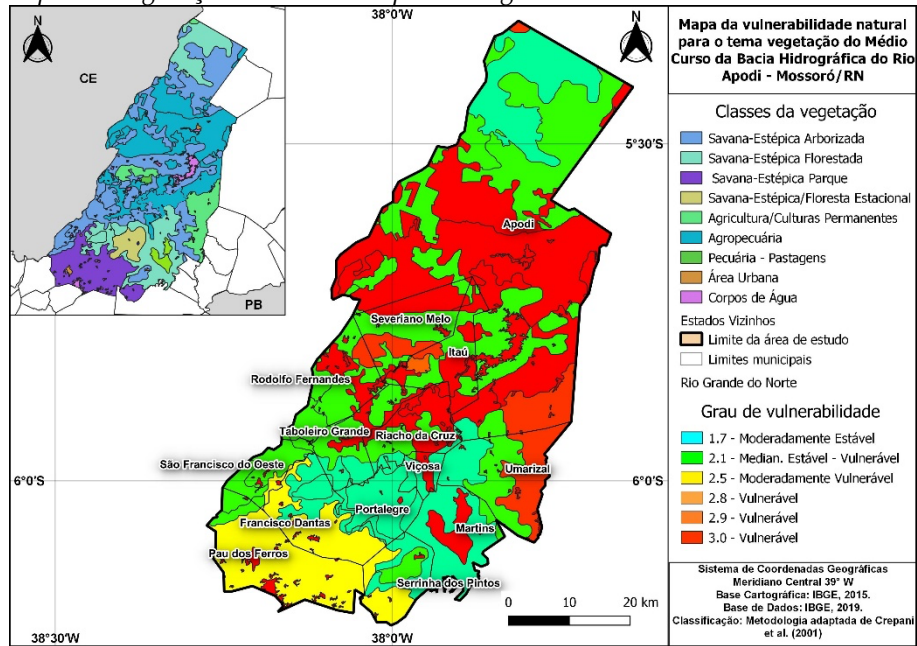 38°0'O
N
N
CE
PB
Apodi
Severiano Melo
Itaú
Rodolfo Fernandes
Taboleiro Grande
Riacho da Cruz
São Francisco do Oeste
Viçosa
Umarizal
Portalegre
Francisco Dantas
Martins
Pau dos Ferros
Serrinha dos Pintos
5°30'S
6°0'S
6°0'S
0 10 20 km
38°30'O
38°0'O
Mapa da vulnerabilidade natural
para o tema vegetação do Médio
Curso da Bacia Hidrográfica do Rio
Apodi - Mossoró/RN
Classes da vegetação
Savana-Estépica Arborizada
Savana-Estépica Florestada
Savana-Estépica Parque
Savana-Estépica/Floresta Estacional
Agricultura/Culturas Permanentes
Agropecuária
Pecuária - Pastagens
Área Urbana
Corpos de Água
Estados Vizinhos
Limite da área de estudo
Limites municipais
Rio Grande do Norte
Grau de vulnerabilidade
1.7 - Moderadamente Estável
2.1 - Median. Estável - Vulnerável
2.5 - Moderadamente Vulnerável
2.8 - Vulnerável
2.9 - Vulnerável
3.0 - Vulnerável
Sistema de Coordenadas Geográficas
Meridiano Central 39° W
Base Cartográfica: IBGE, 2015.
Base de Dados: IBGE, 2019.
Classificação: Metodologia adaptada de Crepani
et al. (2001)